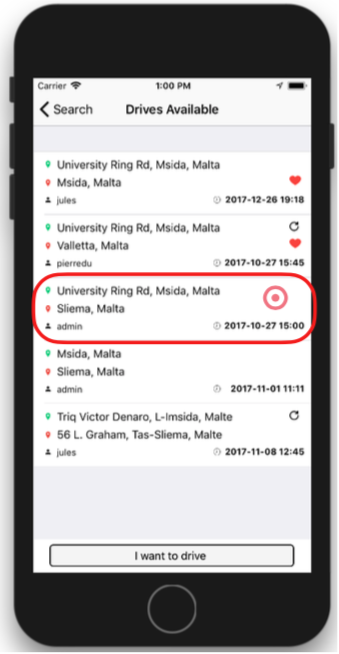 Carrier 1:00 PM
Search Drives Available
University Ring Rd, Msida, Malta
Msida, Malta
jules 2017-12-26 19:18
University Ring Rd, Msida, Malta
Valletta, Malta
pierredu 2017-10-27 15:45
University Ring Rd, Msida, Malta
Sliema, Malta
admin 2017-10-27 15:00
Msida, Malta
Sliema, Malta
admin 2017-11-01 11:11
Triq Victor Denaro, L-Imsida, Malte
56 L. Graham, Tas-Sliema, Malte
jules 2017-11-08 12:45
I want to drive